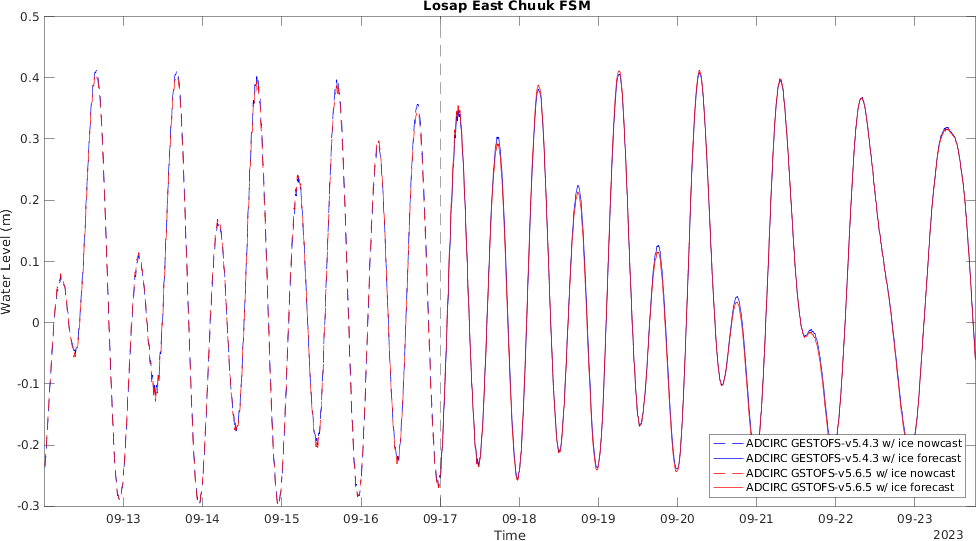 Losap East Chuuk FSM
0.5
0.4
0.3
0.2
0.1
0
-0.1
-0.2
-0.3
Water Level (m)
ADCIRC GESTOFS-v5.4.3 w/ ice nowcast
ADCIRC GESTOFS-v5.4.3 w/ ice forecast
ADCIRC GSTOFS-v5.6.5 w/ ice nowcast
ADCIRC GSTOFS-v5.6.5 w/ ice forecast
09-13 09-14 09-15 09-16 09-17 09-18 09-19 09-20 09-21 09-22 09-23
Time
2023